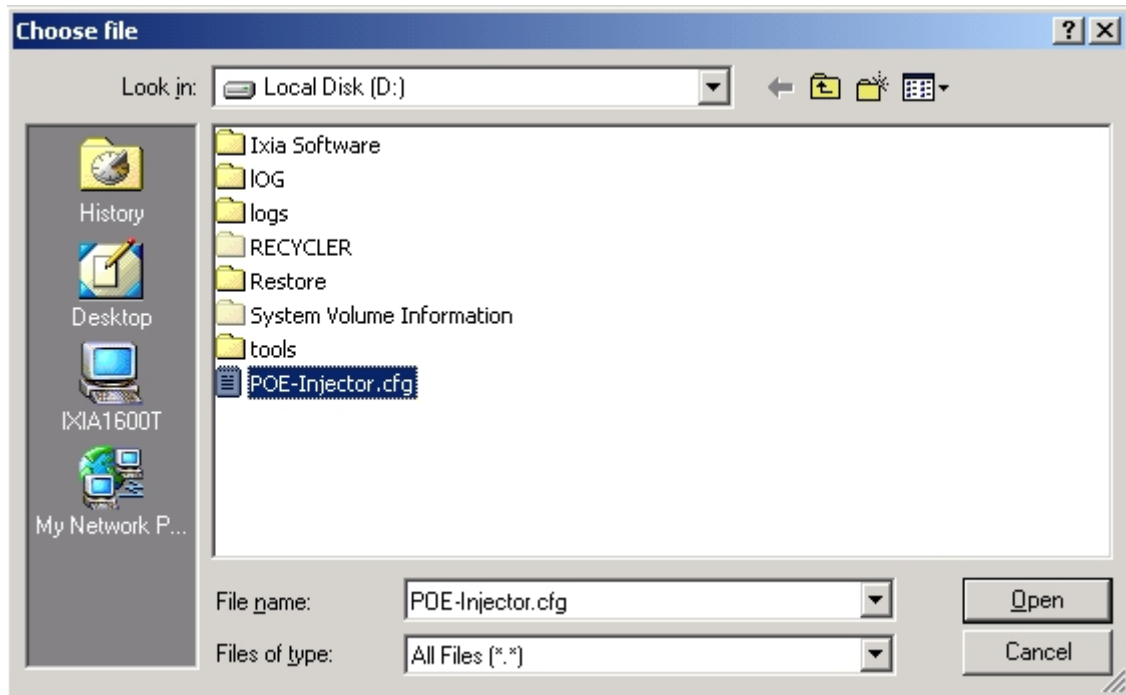 Choose file
Look in:
Local Disk (D:)
History
Desktop
IXIA1600T
My Network P...
Ixia Software
lOG
logs
RECYCLER
Restore
System Volume Information
tools
POE-Injector.cfg
File name:
POE-Injector.cfg
Open
Files of type:
All Files (*.*)
Cancel